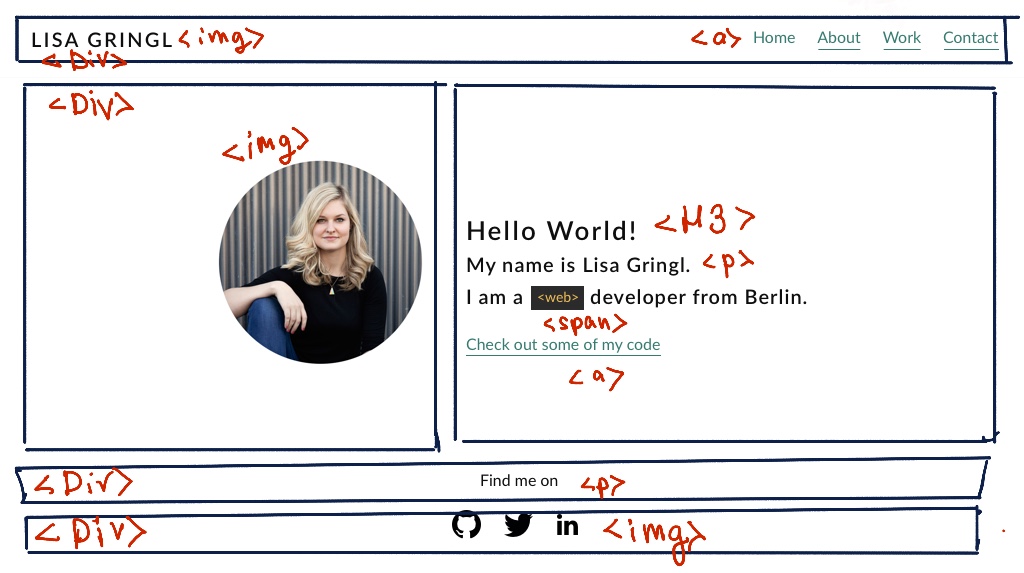 LISA GRINGL <img> <a> Home About Work Contact
<Div>
<Div>
<img>
Hello World! <H3>
My name is Lisa Gringl. <p>
I am a <web> developer from Berlin.
<span>
Check out some of my code
<a>
<Div> Find me on <p>
<Div> in <img>